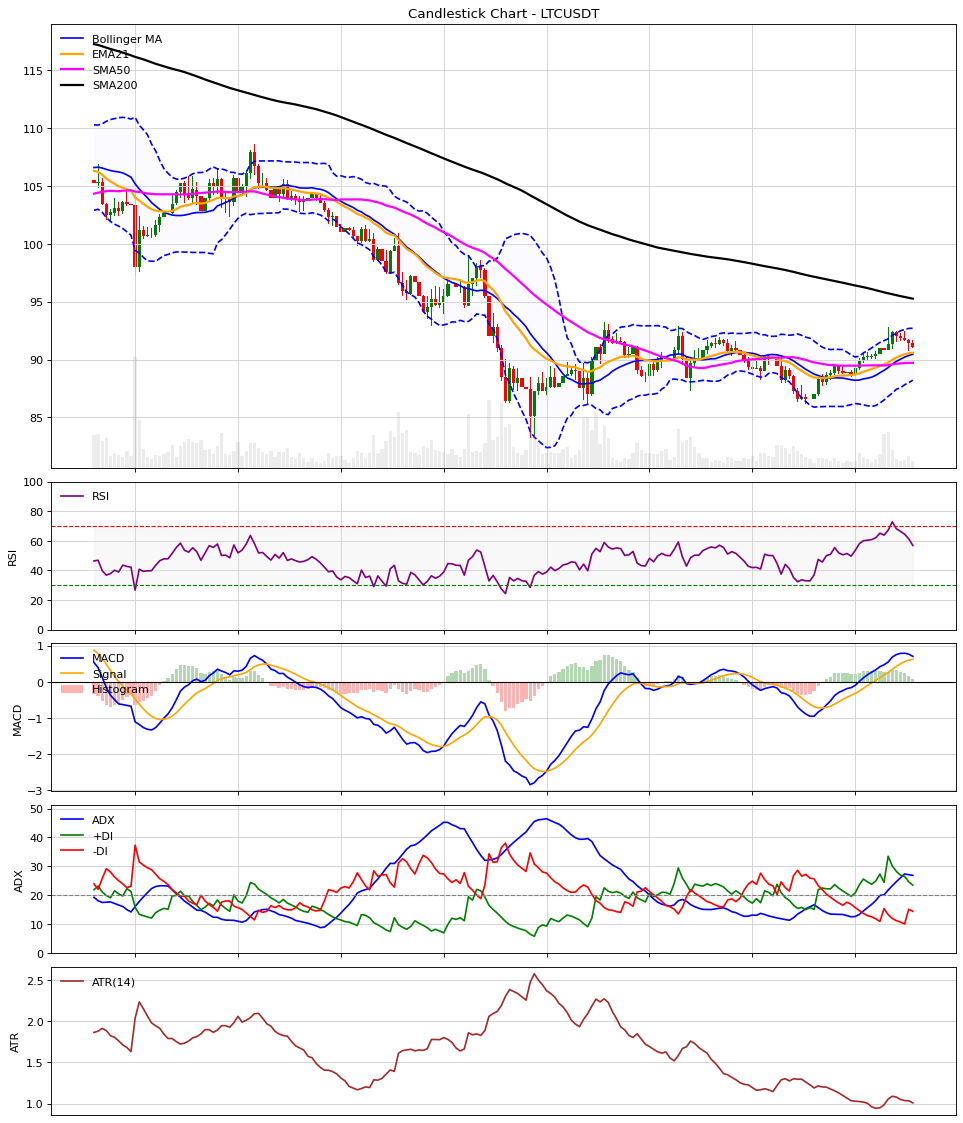 Candlestick Chart - LTCUSDT
Bollinger MA
EMA21
SMA50
SMA200
115
110
105
100
95
90
85
RSI
100
80
60
40
20
0
RSI
MACD
Signal
Histogram
1
0
−1
−2
−3
MACD
ADX
+DI
-DI
50
40
30
20
10
0
ADX
ATR(14)
2.5
2.0
1.5
1.0
ATR